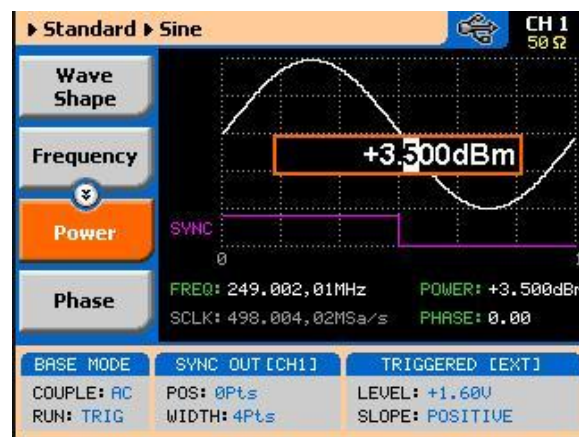 Standard Sine
CH 1
50 Ω
Wave
Shape
Frequency
Power
Phase
+3.500dBm
SYNC
0
1
FREQ: 249.002,01MHz POWER: +3.500dBm
SCLK: 498.004,02MSa/s PHASE: 0.00
BASE MODE
COUPLE: AC
RUN: TRIG
SYNC OUT [CH1]
POS: 0Pts
WIDTH: 4Pts
TRIGGERED [EXT]
LEVEL: +1.60V
SLOPE: POSITIVE